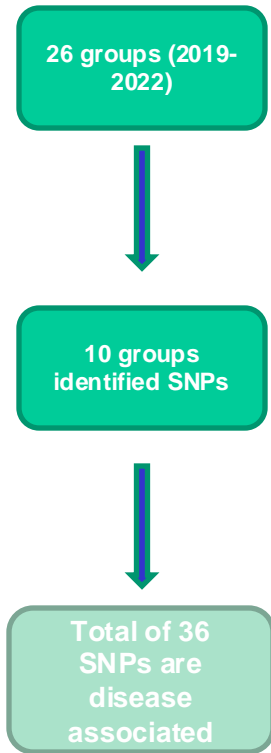 26 groups (2019-
2022)
10 groups
identified SNPs
Total of 36
SNPs are
disease
associated